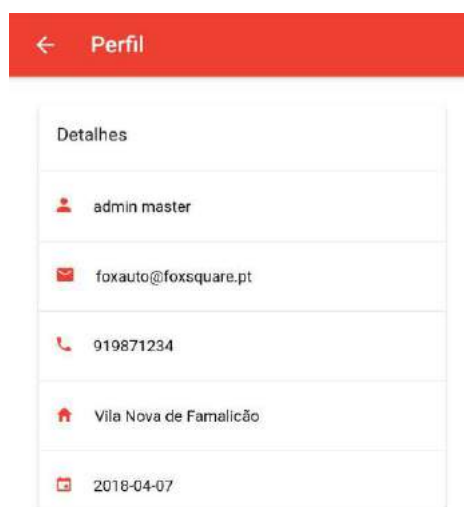 Perfil
Detalhes
admin master
foxauto@foxsquare.pt
919871234
Vila Nova de Famalicão
2018-04-07